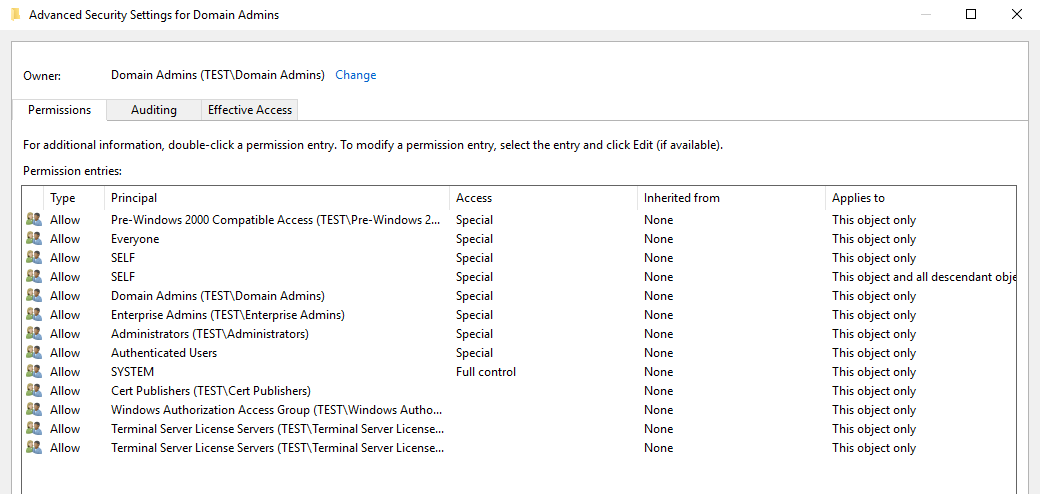 Advanced Security Settings for Domain Admins
Owner: Domain Admins (TEST\Domain Admins) Change
Permissions Auditing Effective Access
For additional information, double-click a permission entry. To modify a permission entry, select the entry and click Edit (if available).
Permission entries:
Type Principal Access Inherited from Applies to
Allow Pre-Windows 2000 Compatible Access (TEST\Pre-Windows 2... Special None This object only
Allow Everyone Special None This object only
Allow SELF Special None This object only
Allow SELF Special None This object and all descendant obje
Allow Domain Admins (TEST\Domain Admins) Special None This object only
Allow Enterprise Admins (TEST\Enterprise Admins) Special None This object only
Allow Administrators (TEST\Administrators) Special None This object only
Allow Authenticated Users Special None This object only
Allow SYSTEM Full control None This object only
Allow Cert Publishers (TEST\Cert Publishers) None This object only
Allow Windows Authorization Access Group (TEST\Windows Autho... None This object only
Allow Terminal Server License Servers (TEST\Terminal Server License... None This object only
Allow Terminal Server License Servers (TEST\Terminal Server License... None This object only